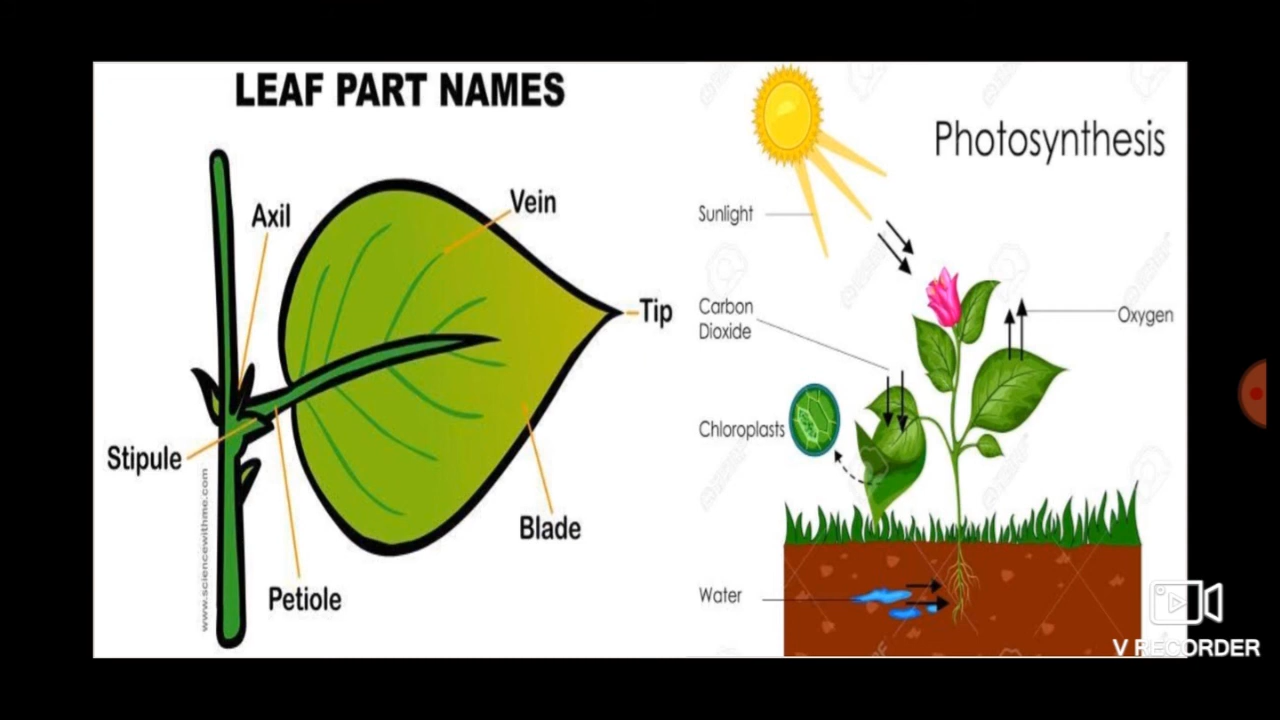 LEAF PART NAMES
Axil
Vein
Tip
Stipule
Blade
Petiole
www.sciencewithme.com
Photosynthesis
Sunlight
Carbon
Dioxide
Oxygen
Chloroplasts
Water
V RECORDER